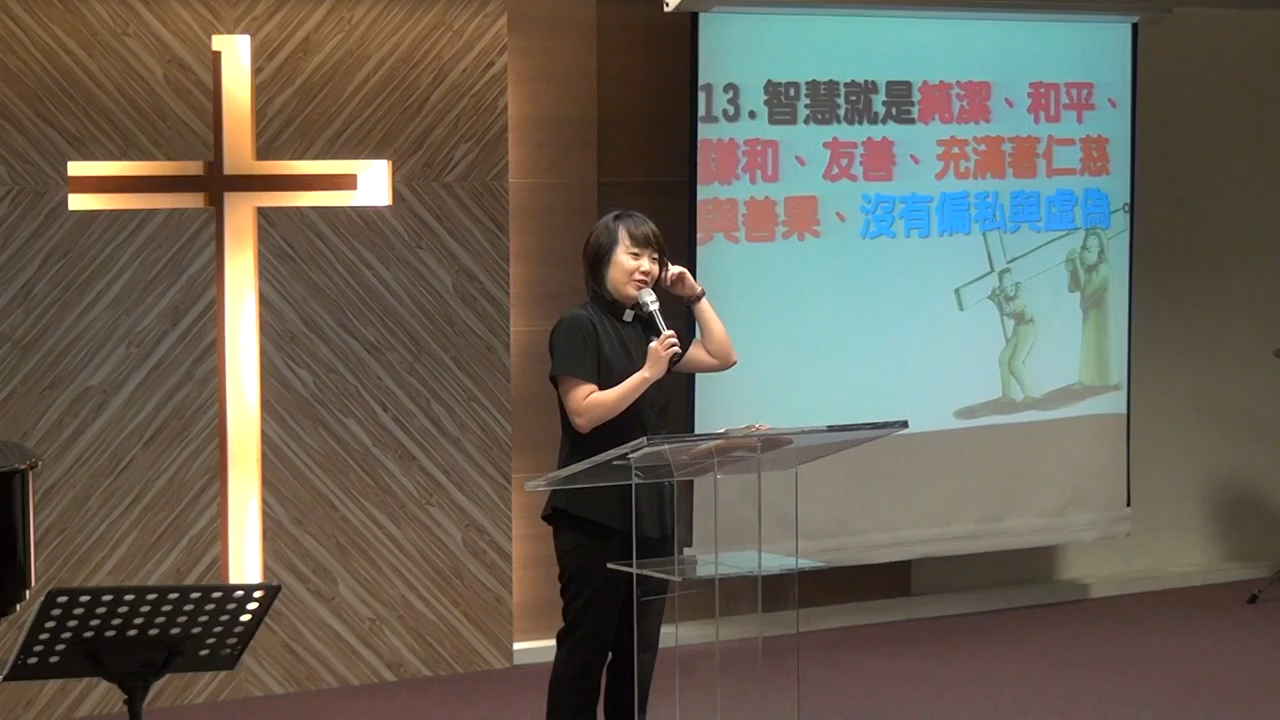 13.智慧就是純潔、和平、
謙和、友善、充滿著仁慈
與善果、沒有偏私與虛偽